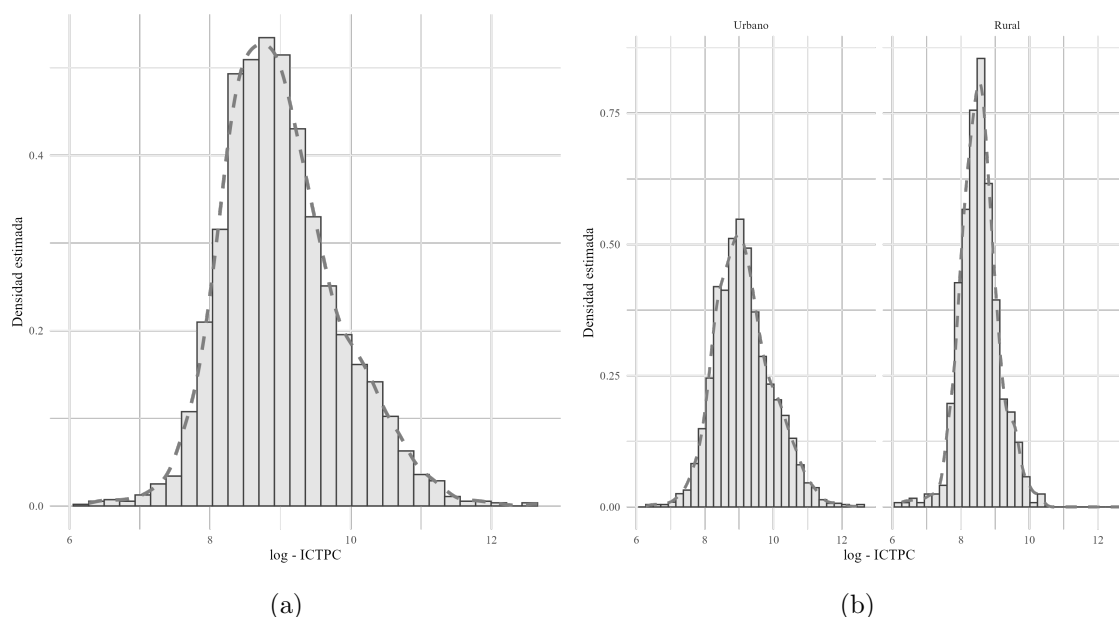 Densidad estimada
0.4
0.2
0.0
6 8 10 12
log - ICTPC
(a)
Urbano Rural
Densidad estimada
0.75
0.50
0.25
0.00
6 8 10 12 6 8 10 12
log - ICTPC
(b)